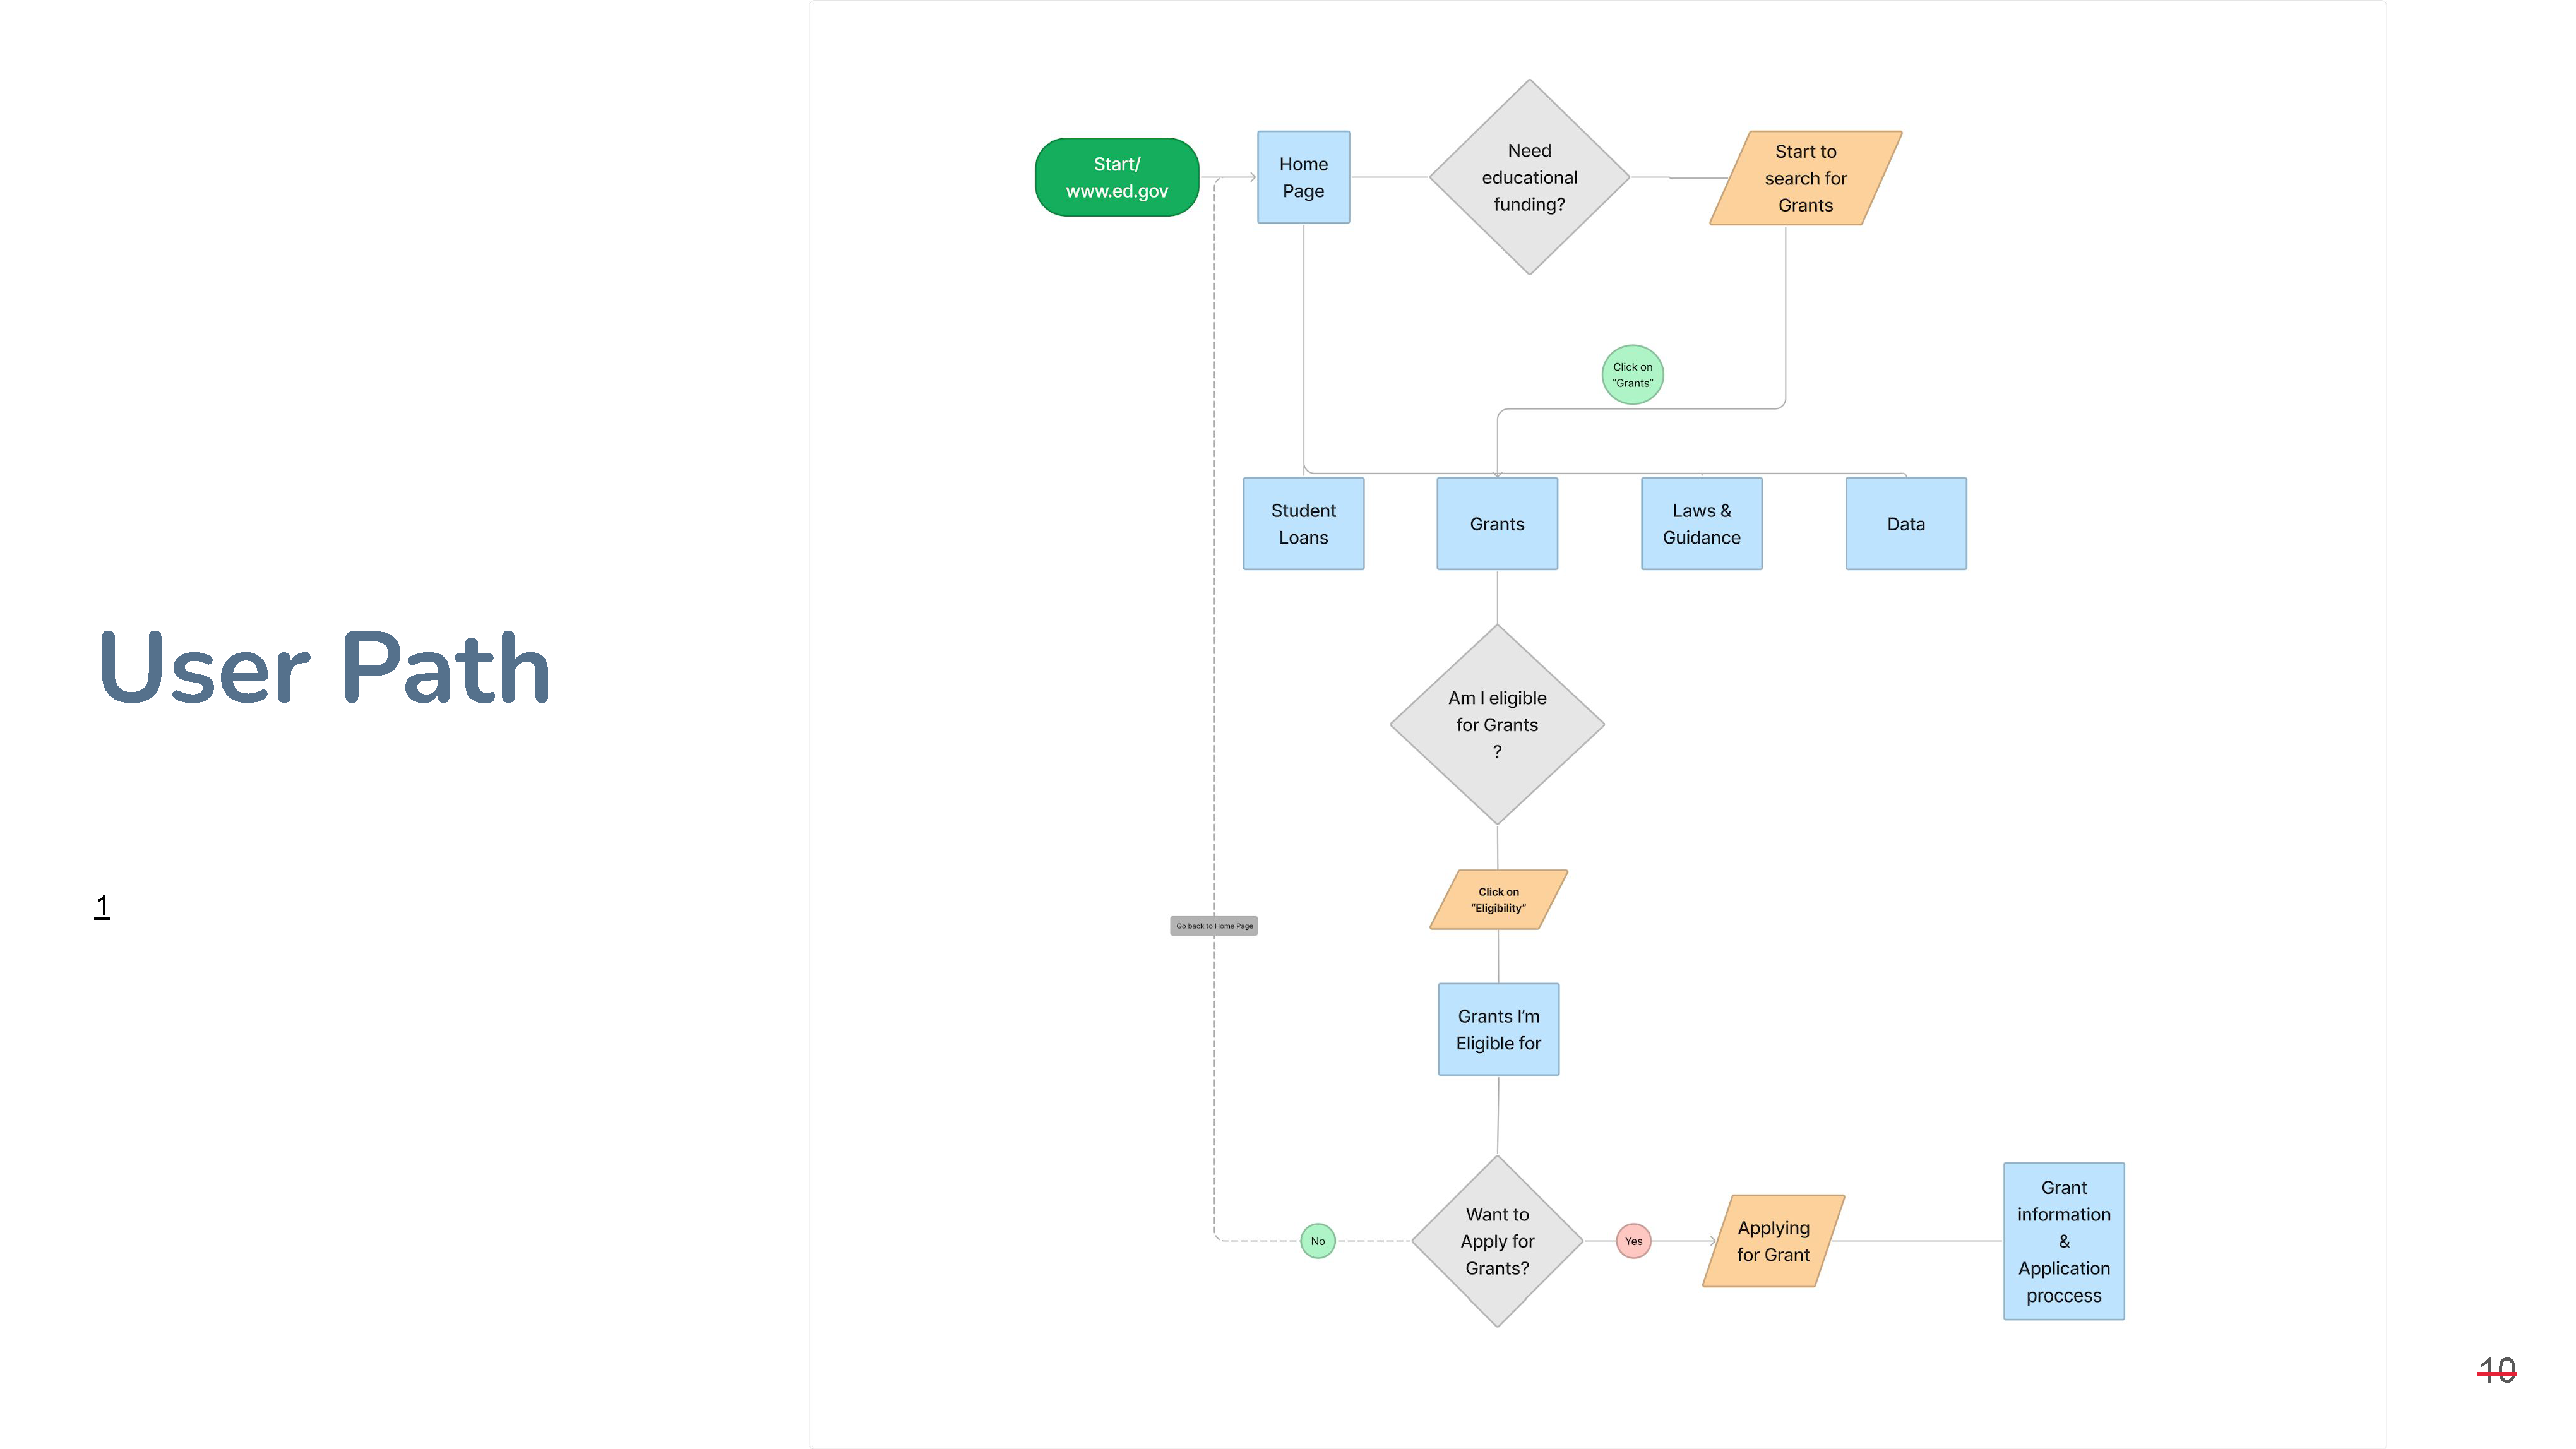 User Path
1
Start/
www.ed.gov
Home
Page
Need
educational
funding?
Start to
search for
Grants
Click on
“Grants”
Student
Loans
Grants
Laws &
Guidance
Data
Am I eligible
for Grants
?
Click on
“Eligibility”
Go back to Home Page
Grants I’m
Eligible for
Want to
Apply for
Grants?
No
Yes
Applying
for Grant
Grant
information
&
Application
proccess
10